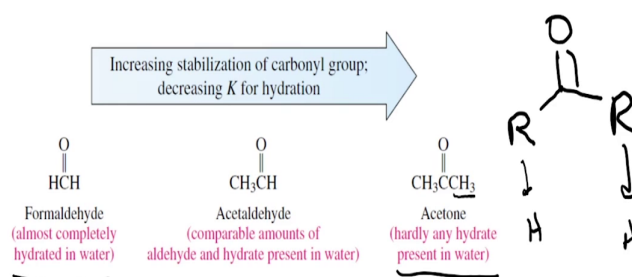 Increasing stabilization of carbonyl group;
decreasing K for hydration
O
||
HCH
Formaldehyde
(almost completely
hydrated in water)
O
||
CH₃CH
Acetaldehyde
(comparable amounts of
aldehyde and hydrate present in water)
O
||
CH₃CCH₃
Acetone
(hardly any hydrate
present in water)
O
R R
H H